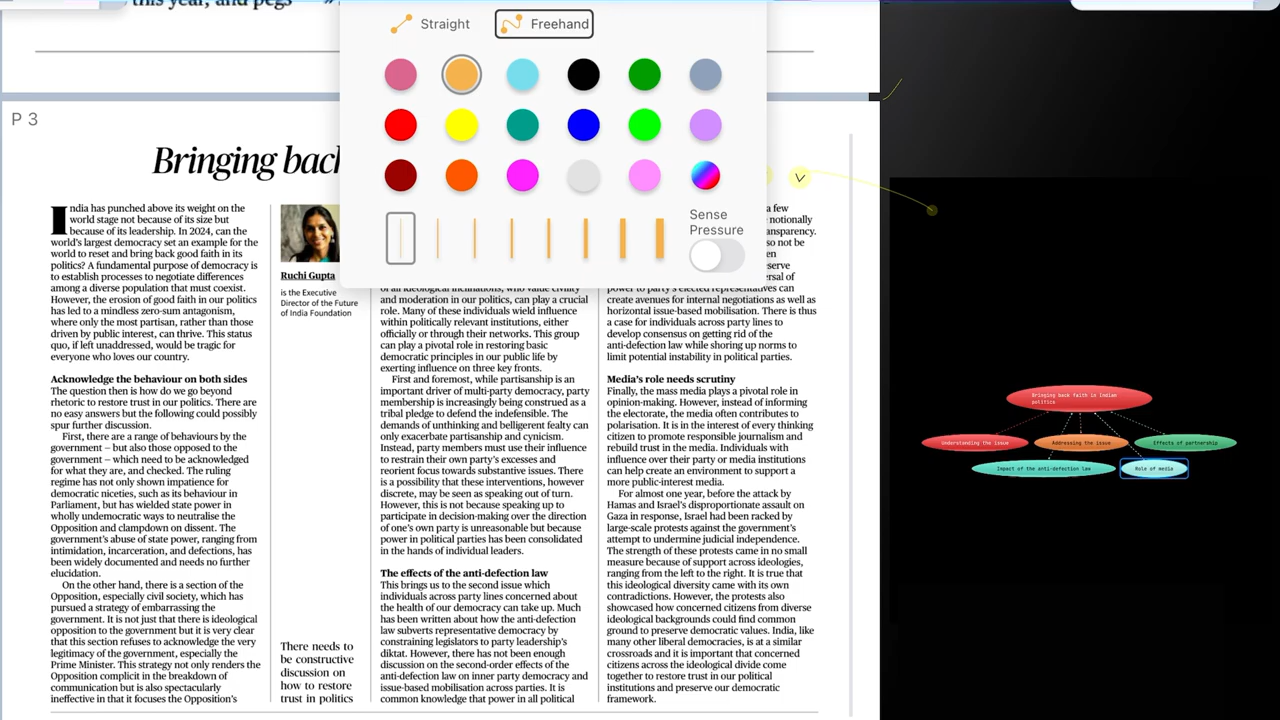 this year, and pegs
Straight
Freehand
Sense
Pressure
P 3
Bringing back
India has punched above its weight on the
world stage not because of its size but
because of its leadership. In 2024, can the
world's largest democracy set an example for the
world to reset and bring back good faith in its
politics? A fundamental purpose of democracy is
to establish processes to negotiate differences
among a diverse population that must coexist.
However, the erosion of good faith in our politics
has led to a mindless zero-sum antagonism,
where only the most partisan, rather than those
driven by public interest, can thrive. This status
quo, if left unaddressed, would be tragic for
everyone who loves our country.
Acknowledge the behaviour on both sides
The question then is how do we go beyond
rhetoric to restore trust in our politics. There are
no easy answers but the following could possibly
spur further discussion.
First, there are a range of behaviours by the
government – but also those opposed to the
government – which need to be acknowledged
for what they are, and checked. The ruling
regime has not only shown impatience for
democratic niceties, such as its behaviour in
Parliament, but has wielded state power in
wholly undemocratic ways to neutralise the
Opposition and clampdown on dissent. The
government's abuse of state power, ranging from
intimidation, incarceration, and defections, has
been widely documented and needs no further
elucidation.
On the other hand, there is a section of the
Opposition, especially civil society, which has
pursued a strategy of embarrassing the
government. It is not just that there is ideological
opposition to the government but it is very clear
that this section refuses to acknowledge the very
legitimacy of the government, especially the
Prime Minister. This strategy not only renders the
Opposition complicit in the breakdown of
communication but is also spectacularly
ineffective in that it focuses the Opposition's
Ruchi Gupta
is the Executive
Director of the Future
of India Foundation
There needs to
be constructive
discussion on
how to restore
trust in politics
of all ideological inclinations, who value civility
and moderation in our politics, can play a crucial
role. Many of these individuals wield influence
within politically relevant institutions, either
officially or through their networks. This group
can play a pivotal role in restoring basic
democratic principles in our public life by
exerting influence on three key fronts.
First and foremost, while partisanship is an
important driver of multi-party democracy, party
membership is increasingly being construed as a
tribal pledge to defend the indefensible. The
demands of unthinking and belligerent fealty can
only exacerbate partisanship and cynicism.
Instead, party members must use their influence
to restrain their own party's excesses and
reorient focus towards substantive issues. There
is a possibility that these interventions, however
discrete, may be seen as speaking out of turn.
However, this is not because speaking up to
participate in decision-making over the direction
of one's own party is unreasonable but because
power in political parties has been consolidated
in the hands of individual leaders.
The effects of the anti-defection law
This brings us to the second issue which
individuals across party lines concerned about
the health of our democracy can take up. Much
has been written about how the anti-defection
law subverts representative democracy by
constraining legislators to party leadership's
diktat. However, there has not been enough
discussion on the second-order effects of the
anti-defection law on inner party democracy and
issue-based mobilisation across parties. It is
common knowledge that power in all political
a few
notionally
ansparency.
so not be
en
eserve
ersal of
power to party's elected representatives can
create avenues for internal negotiations as well as
horizontal issue-based mobilisation. There is thus
a case for individuals across party lines to
develop consensus on getting rid of the
anti-defection law while shoring up norms to
limit potential instability in political parties.
Media's role needs scrutiny
Finally, the mass media plays a pivotal role in
opinion-making. However, instead of informing
the electorate, the media often contributes to
polarisation. It is in the interest of every thinking
citizen to promote responsible journalism and
rebuild trust in the media. Individuals with
influence over their party or media institutions
can help create an environment to support a
more public-interest media.
For almost one year, before the attack by
Hamas and Israel's disproportionate assault on
Gaza in response, Israel had been racked by
large-scale protests against the government's
attempt to undermine judicial independence.
The strength of these protests came in no small
measure because of support across ideologies,
ranging from the left to the right. It is true that
this ideological diversity came with its own
contradictions. However, the protests also
showcased how concerned citizens from diverse
ideological backgrounds could find common
ground to preserve democratic values. India, like
many other liberal democracies, is at a similar
crossroads and it is important that concerned
citizens across the ideological divide come
together to restore trust in our political
institutions and preserve our democratic
framework.
Bringing back faith in Indian
politics
Understanding the issue
Addressing the issue
Effects of partnership
Impact of the anti-defection law
Role of media